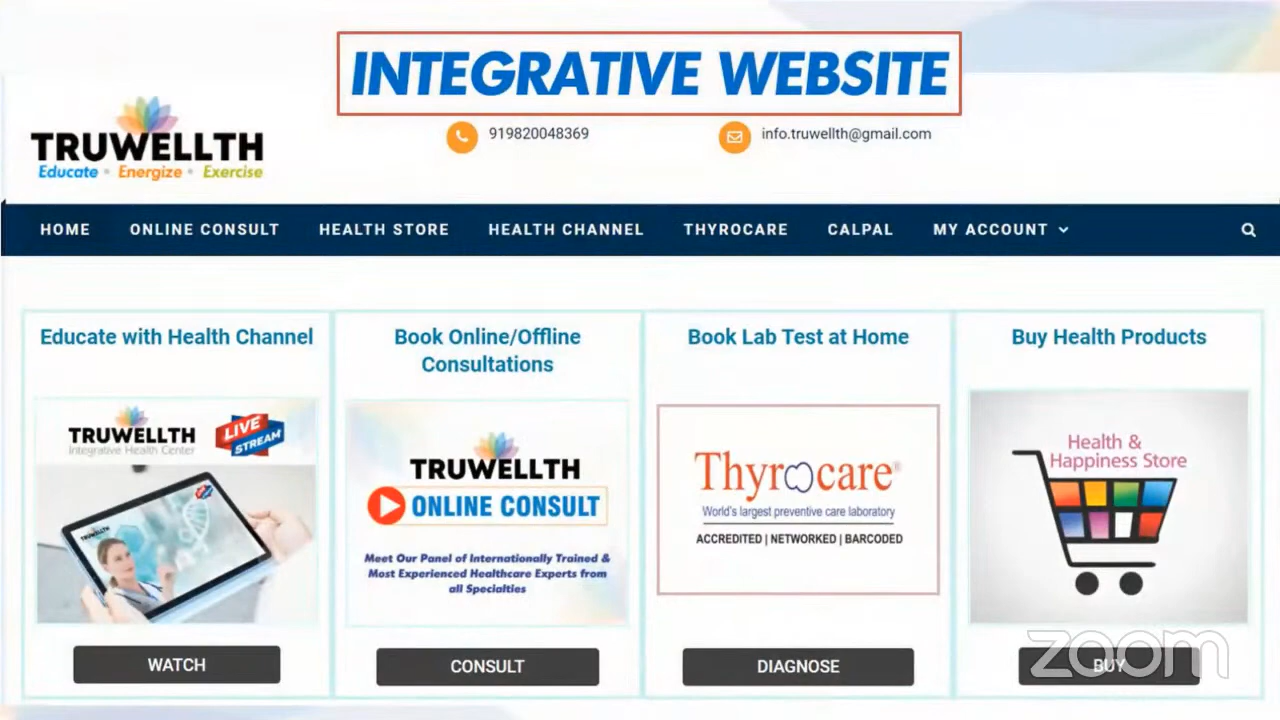 INTEGRATIVE WEBSITE
TRUWELLTH
Educate • Energize • Exercise
919820048369
info.truwellth@gmail.com
HOME ONLINE CONSULT HEALTH STORE HEALTH CHANNEL THYROCARE CALPAL MY ACCOUNT
Educate with Health Channel
TRUWELLTH
Integrative Health Center
LIVE
STREAM
TRUWELLTH
WATCH
Book Online/Offline
Consultations
TRUWELLTH
ONLINE CONSULT
Meet Our Panel of Internationally Trained &
Most Experienced Healthcare Experts from
all Specialties
CONSULT
Book Lab Test at Home
Thyrocare®
World's largest preventive care laboratory
ACCREDITED | NETWORKED | BARCODED
DIAGNOSE
Buy Health Products
Health &
Happiness Store
BUY
zoom